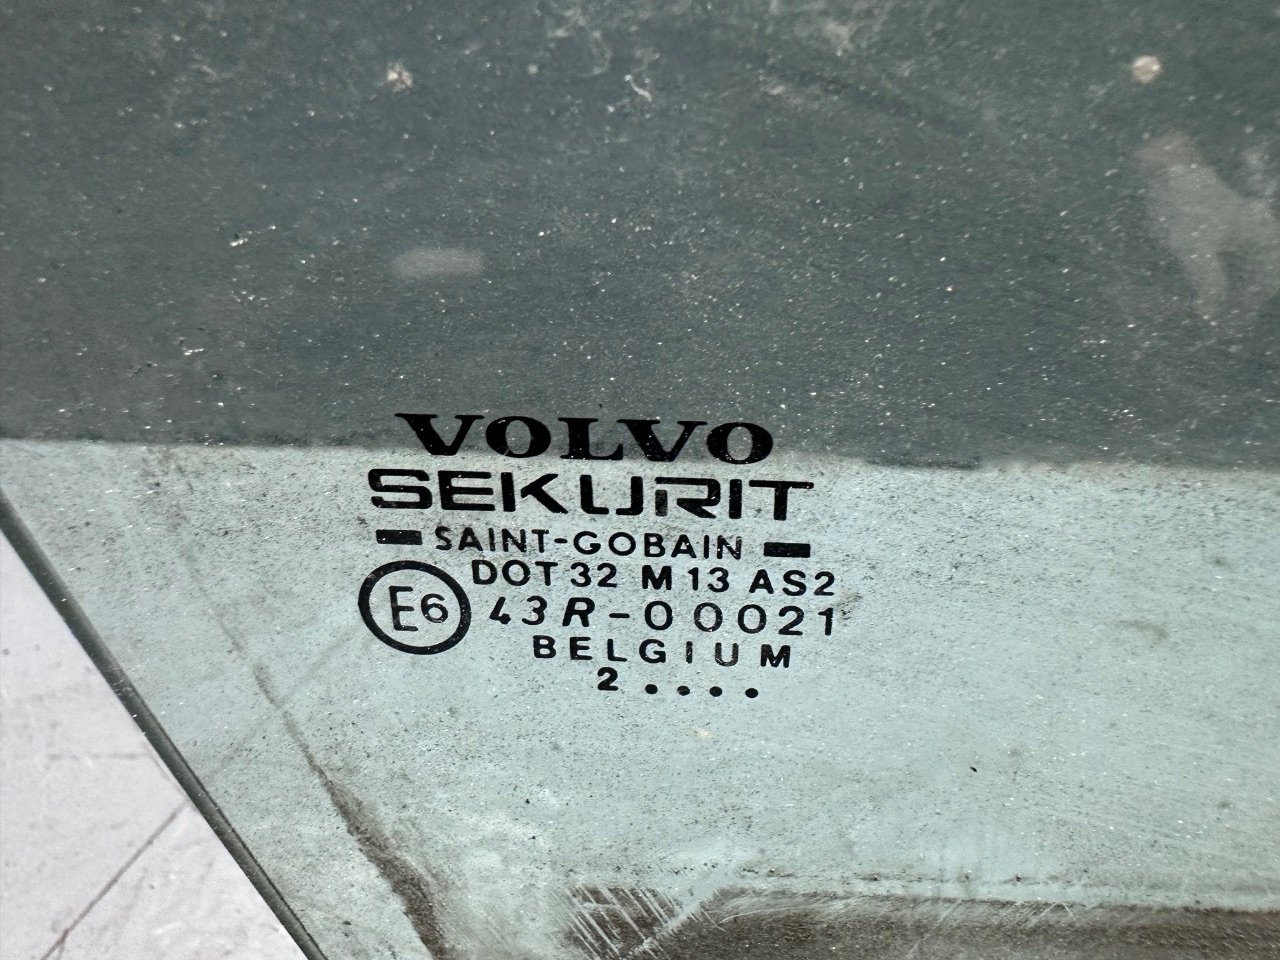 VOLVO
SEKURIT
SAINT-GOBAIN
DOT 32 M 13 AS2
E6 43R-00021
BELGIUM
2 ....